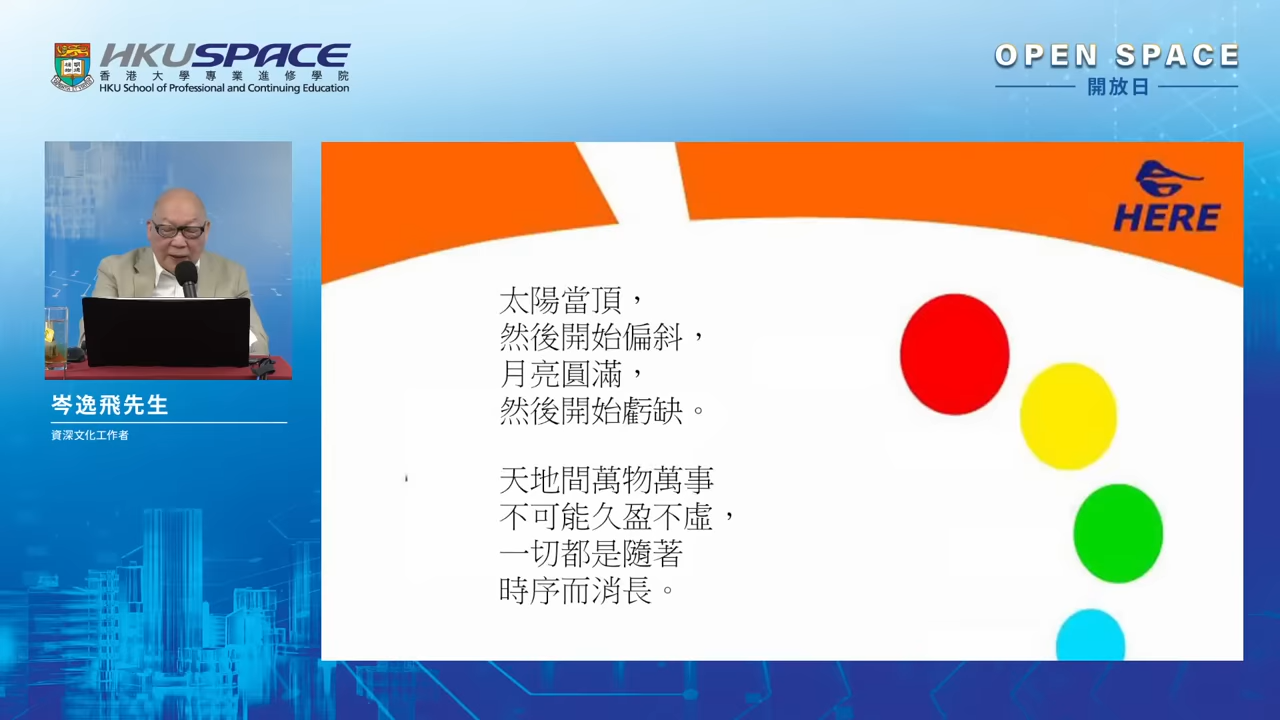 HKUSPACE
香港大學專業進修學院
HKU School of Professional and Continuing Education
OPEN SPACE
開放日
HERE
太陽當頂，
然後開始偏斜，
月亮圓滿，
然後開始虧缺。
天地間萬物萬事
不可能久盈不虛，
一切都是隨著
時序而消長。
岑逸飛先生
資深文化工作者